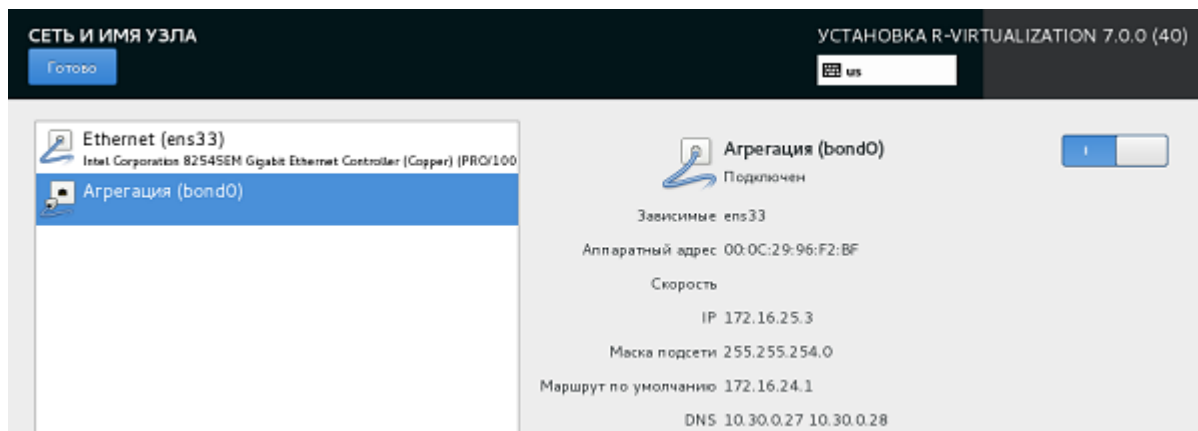 СЕТЬ И ИМЯ УЗЛА
УСТАНОВКА R-VIRTUALIZATION 7.0.0 (40)
Готово
us
Ethernet (ens33)
Intel Corporation 82545EM Gigabit Ethernet Controller (Copper) (PRO/100
Агрегация (bond0)
Агрегация (bond0)
Подключен
Зависимые ens33
Аппаратный адрес 00:0C:29:96:F2:BF
Скорость
IP 172.16.25.3
Маска подсети 255.255.254.0
Маршрут по умолчанию 172.16.24.1
DNS 10.30.0.27 10.30.0.28